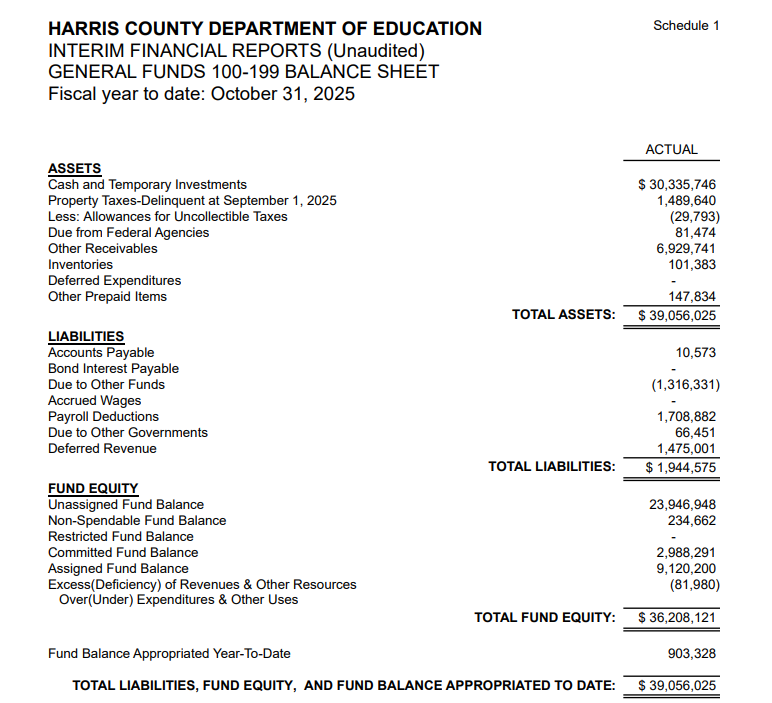 HARRIS COUNTY DEPARTMENT OF EDUCATION Schedule 1
INTERIM FINANCIAL REPORTS (Unaudited)
GENERAL FUNDS 100-199 BALANCE SHEET
Fiscal year to date: October 31, 2025
ACTUAL
ASSETS
Cash and Temporary Investments $ 30,335,746
Property Taxes-Delinquent at September 1, 2025 1,489,640
Less: Allowances for Uncollectible Taxes (29,793)
Due from Federal Agencies 81,474
Other Receivables 6,929,741
Inventories 101,383
Deferred Expenditures -
Other Prepaid Items 147,834
TOTAL ASSETS: $ 39,056,025
LIABILITIES
Accounts Payable 10,573
Bond Interest Payable -
Due to Other Funds (1,316,331)
Accrued Wages -
Payroll Deductions 1,708,882
Due to Other Governments 66,451
Deferred Revenue 1,475,001
TOTAL LIABILITIES: $ 1,944,575
FUND EQUITY
Unassigned Fund Balance 23,946,948
Non-Spendable Fund Balance 234,662
Restricted Fund Balance -
Committed Fund Balance 2,988,291
Assigned Fund Balance 9,120,200
Excess(Deficiency) of Revenues & Other Resources (81,980)
Over(Under) Expenditures & Other Uses
TOTAL FUND EQUITY: $ 36,208,121
Fund Balance Appropriated Year-To-Date 903,328
TOTAL LIABILITIES, FUND EQUITY, AND FUND BALANCE APPROPRIATED TO DATE: $ 39,056,025